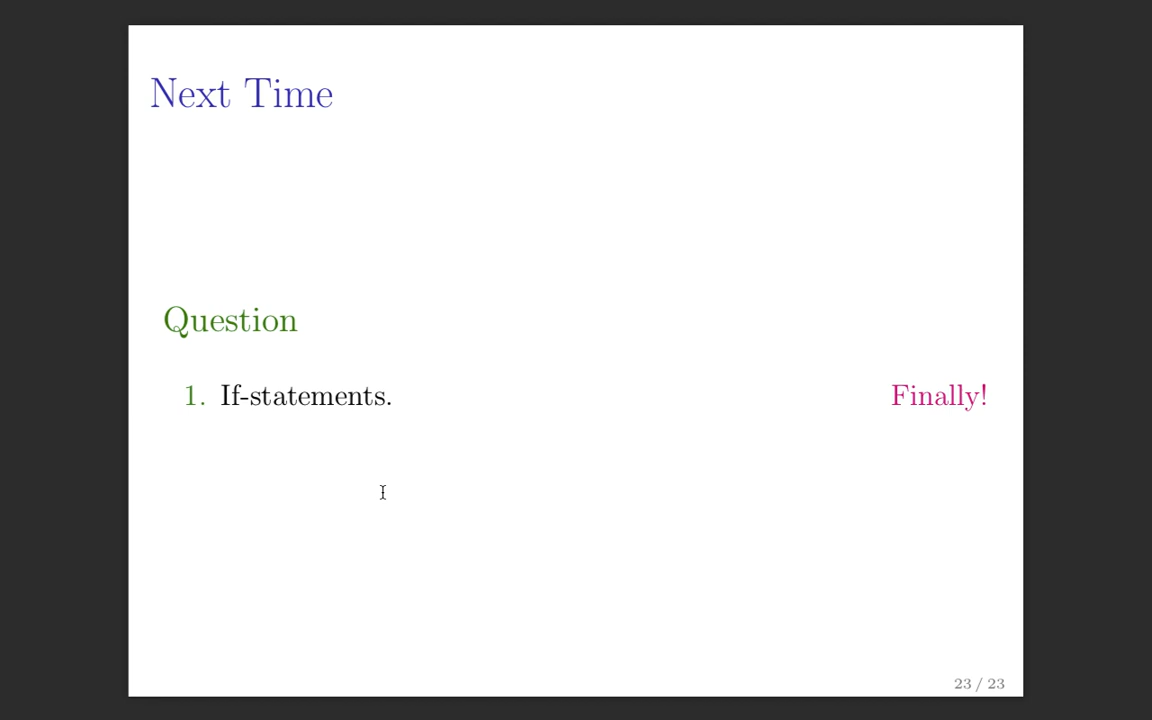 Next Time
Question
1. If-statements. Finally!
23 / 23